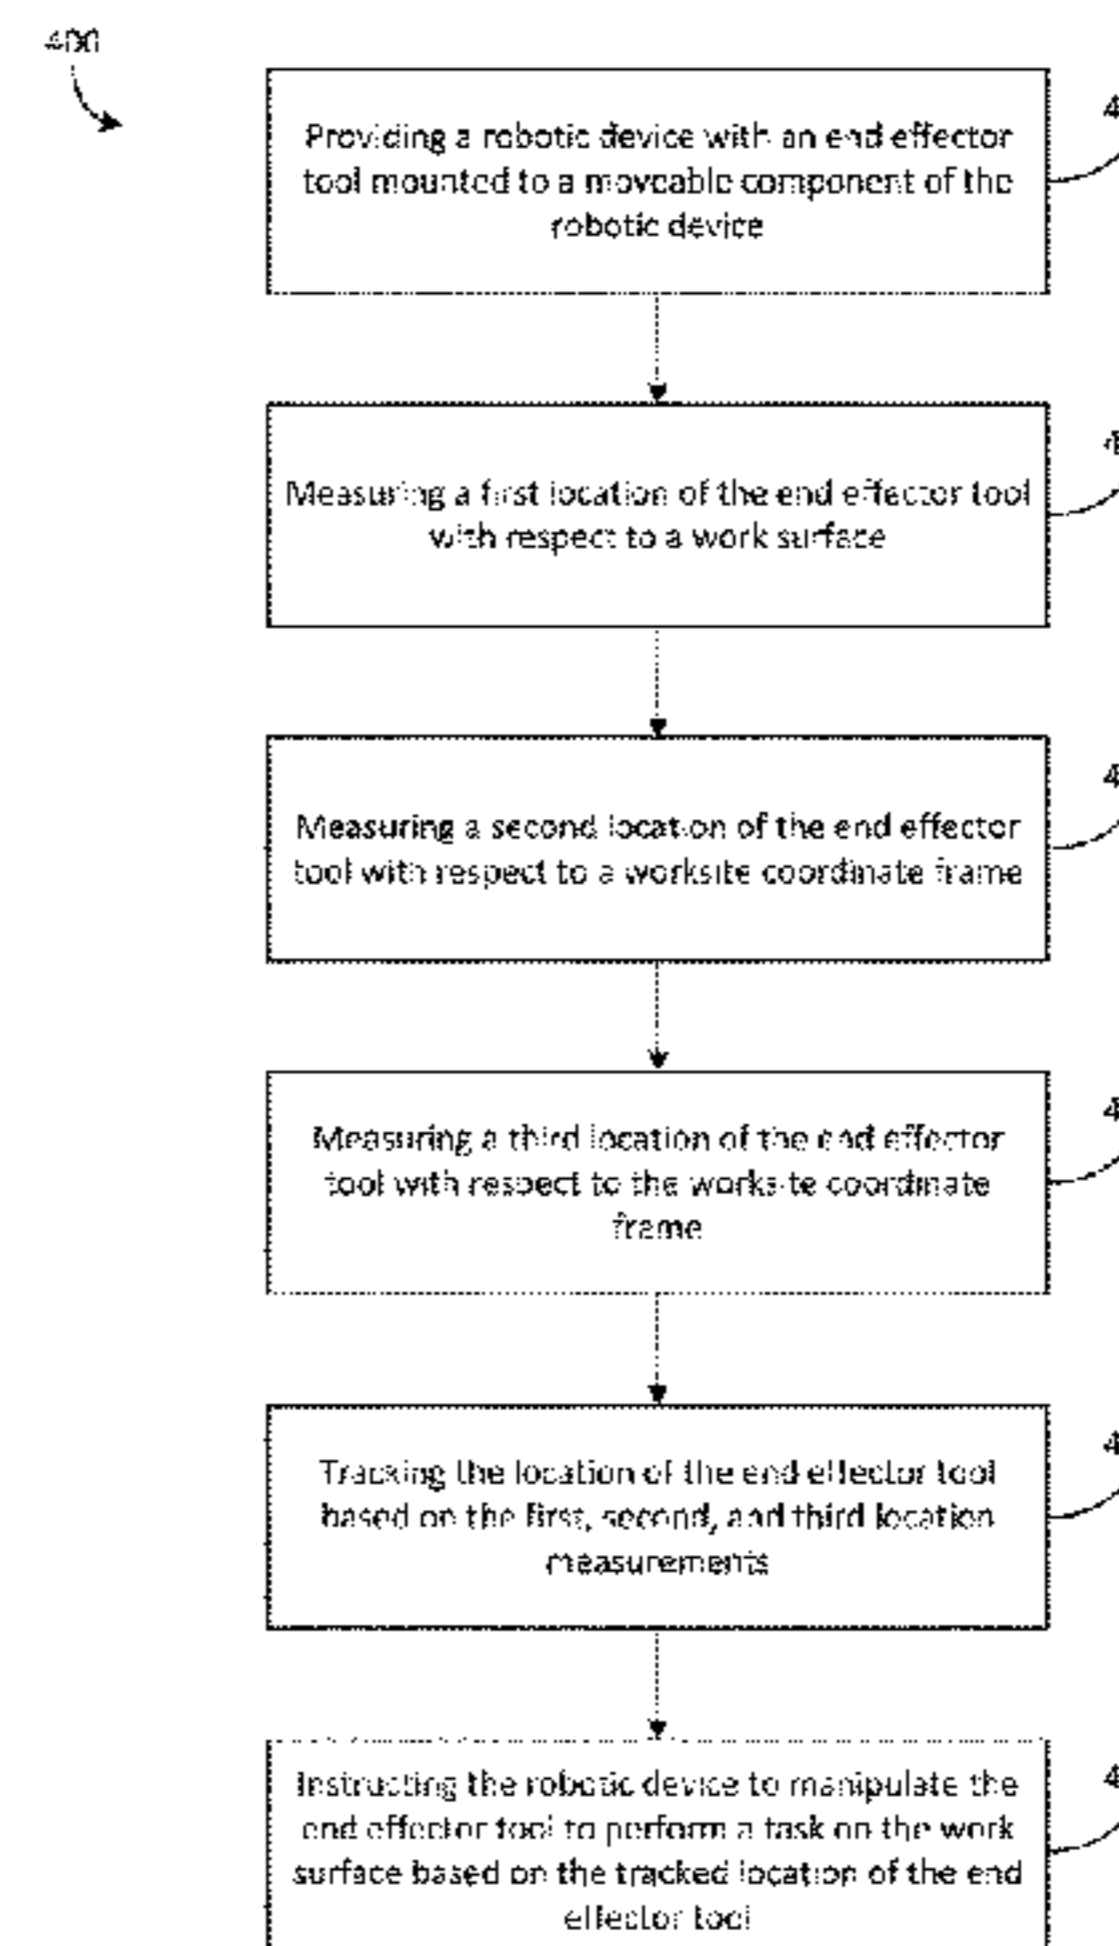 400
Providing a robotic device with an end effector
tool mounted to a moveable component of the
robotic device
Measuring a first location of the end effector tool
with respect to a work surface
Measuring a second location of the end effector
tool with respect to a worksite coordinate frame
Measuring a third location of the end effector
tool with respect to the worksite coordinate
frame
Tracking the location of the end effector tool
based on the first, second, and third location
measurements
Instructing the robotic device to manipulate the
end effector tool to perform a task on the work
surface based on the tracked location of the end
effector tool